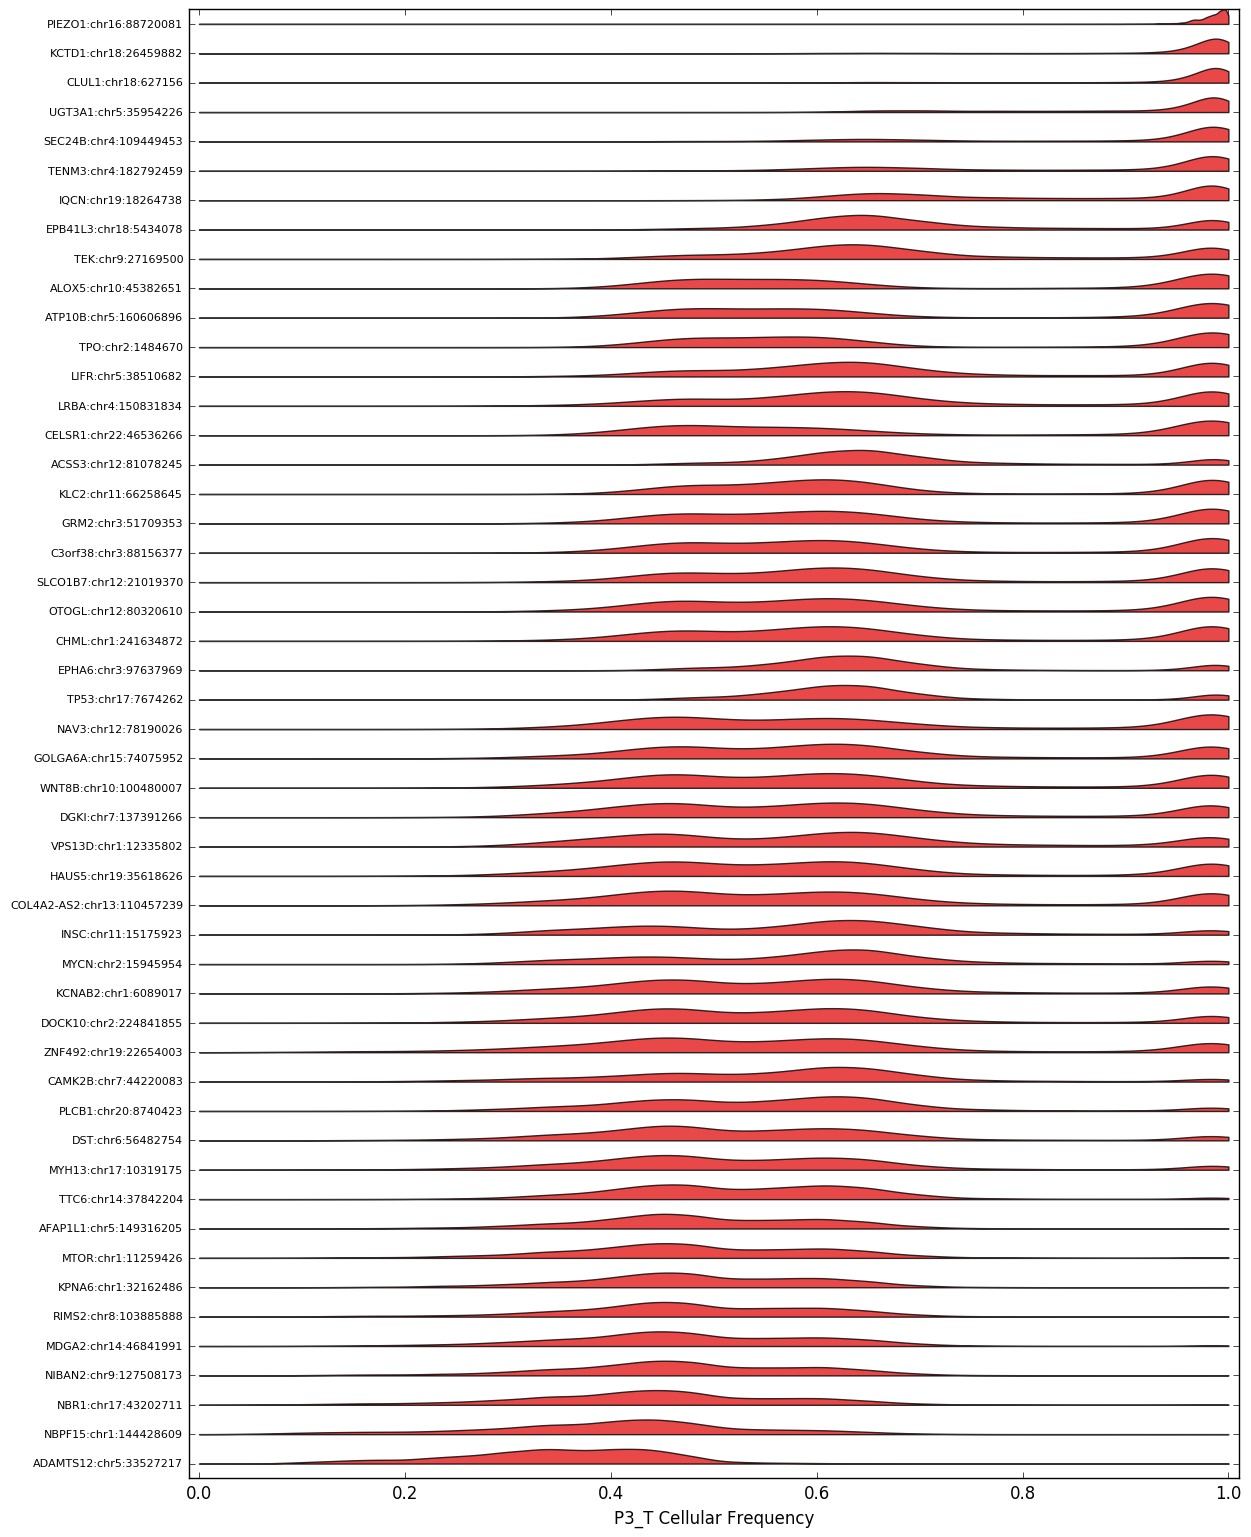 PIEZO1:chr16:88720081
KCTD1:chr18:26459882
CLUL1:chr18:627156
UGT3A1:chr5:35954226
SEC24B:chr4:109449453
TENM3:chr4:182792459
IQCN:chr19:18264738
EPB41L3:chr18:5434078
TEK:chr9:27169500
ALOX5:chr10:45382651
ATP10B:chr5:160606896
TPO:chr2:1484670
LIFR:chr5:38510682
LRBA:chr4:150831834
CELSR1:chr22:46536266
ACSS3:chr12:81078245
KLC2:chr11:66258645
GRM2:chr3:51709353
C3orf38:chr3:88156377
SLCO1B7:chr12:21019370
OTOGL:chr12:80320610
CHML:chr1:241634872
EPHA6:chr3:97637969
TP53:chr17:7674262
NAV3:chr12:78190026
GOLGA6A:chr15:74075952
WNT8B:chr10:100480007
DGKI:chr7:137391266
VPS13D:chr1:12335802
HAUS5:chr19:35618626
COL4A2-AS2:chr13:110457239
INSC:chr11:15175923
MYCN:chr2:15945954
KCNAB2:chr1:6089017
DOCK10:chr2:224841855
ZNF492:chr19:22654003
CAMK2B:chr7:44220083
PLCB1:chr20:8740423
DST:chr6:56482754
MYH13:chr17:10319175
TTC6:chr14:37842204
AFAP1L1:chr5:149316205
MTOR:chr1:11259426
KPNA6:chr1:32162486
RIMS2:chr8:103885888
MDGA2:chr14:46841991
NIBAN2:chr9:127508173
NBR1:chr17:43202711
NBPF15:chr1:144428609
ADAMTS12:chr5:33527217
0.0 0.2 0.4 0.6 0.8 1.0
P3_T Cellular Frequency